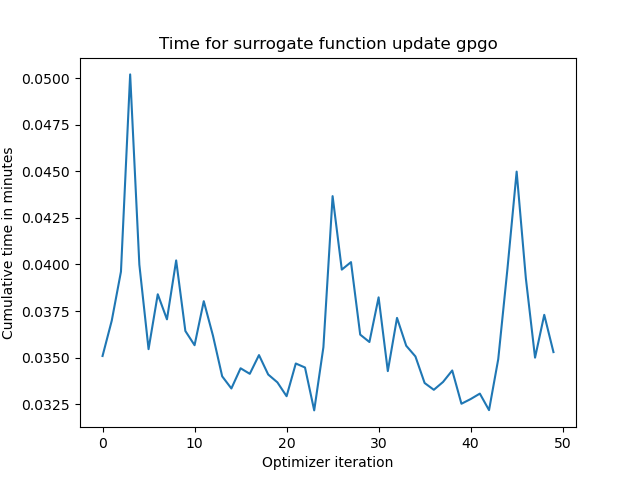 Time for surrogate function update gpgo
0.0500
0.0475
0.0450
0.0425
0.0400
0.0375
0.0350
0.0325
Cumulative time in minutes
0 10 20 30 40 50
Optimizer iteration